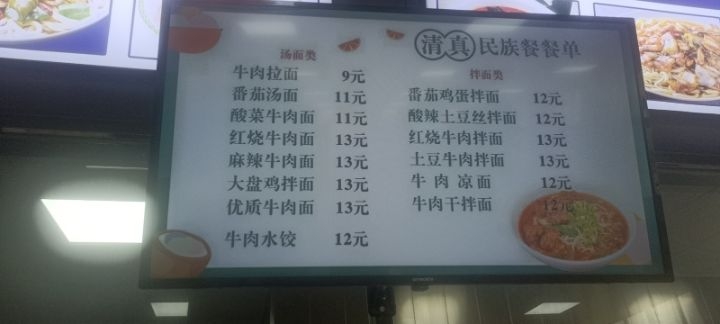 清真民族餐餐单
汤面类
牛肉拉面 9元
番茄汤面 11元
酸菜牛肉面 11元
红烧牛肉面 13元
麻辣牛肉面 13元
大盘鸡拌面 13元
优质牛肉面 13元
牛肉水饺 12元
拌面类
番茄鸡蛋拌面 12元
酸辣土豆丝拌面 12元
红烧牛肉拌面 13元
土豆牛肉拌面 13元
牛肉凉面 12元
牛肉干拌面 12元